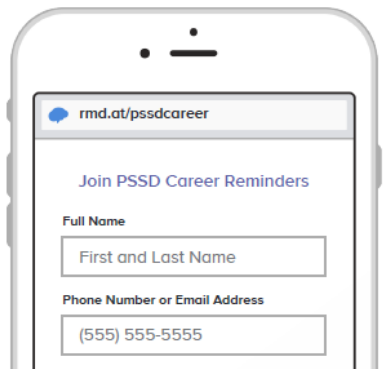 rmd.at/pssdcareer
Join PSSD Career Reminders
Full Name
First and Last Name
Phone Number or Email Address
(555) 555-5555